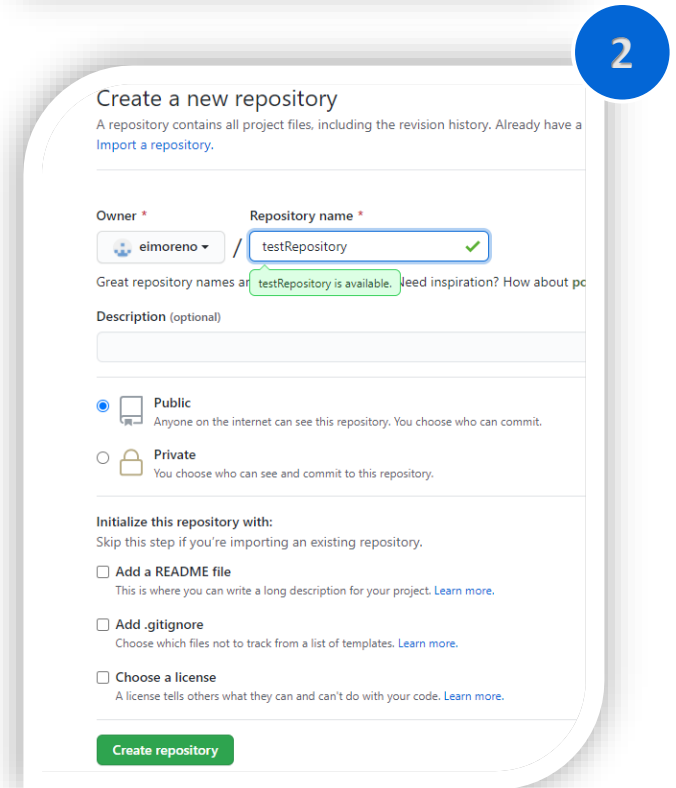 2
Create a new repository
A repository contains all project files, including the revision history. Already have a
Import a repository.
Owner * Repository name *
eimoreno / testRepository
Great repository names ar testRepository is available. Need inspiration? How about
Description (optional)
Public
Anyone on the internet can see this repository. You choose who can commit.
Private
You choose who can see and commit to this repository.
Initialize this repository with:
Skip this step if you're importing an existing repository.
Add a README file
This is where you can write a long description for your project. Learn more.
Add .gitignore
Choose which files not to track from a list of templates. Learn more.
Choose a license
A license tells others what they can and can't do with your code. Learn more.
Create repository